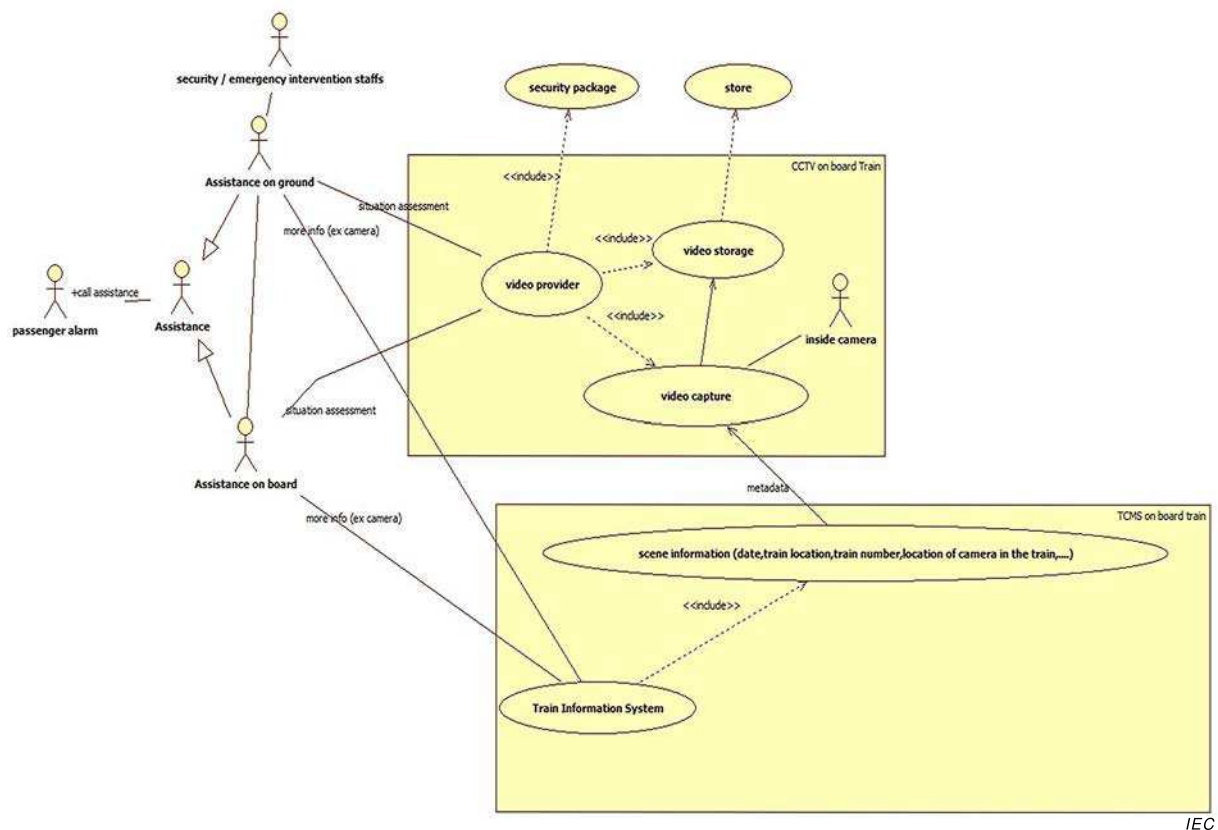 security / emergency intervention staffs
security package
store
Assistance on ground
CCTV on board Train
<<include>>
situation assessment
more info (ex camera)
<<include>>
video storage
video provider
passenger alarm
+call assistance
Assistance
<<include>>
inside camera
video capture
situation assessment
Assistance on board
metadata
more info (ex camera)
TCMS on board train
scene information (date,train location,train number,location of camera in the train,....)
<<include>>
Train Information System
IEC